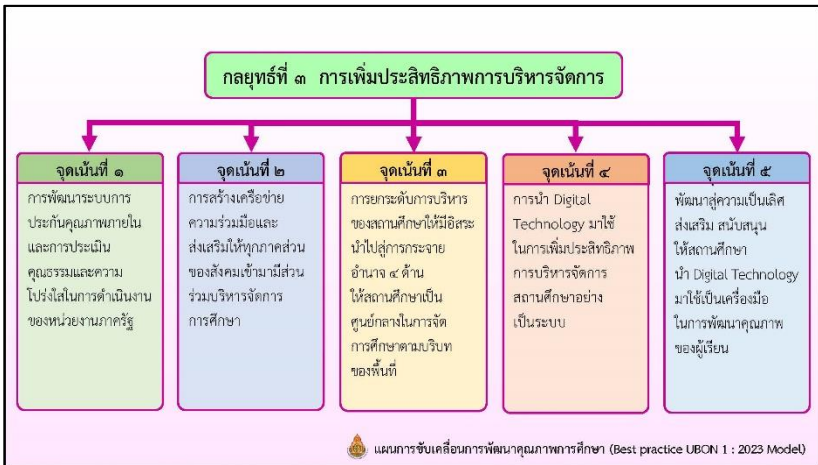 กลยุทธ์ที่ ๓ การเพิ่มประสิทธิภาพการบริหารจัดการ
จุดเน้นที่ ๑
การพัฒนาระบบการ
ประกันคุณภาพภายใน
และการประเมิน
คุณธรรมและความ
โปร่งใสในการดำเนินงาน
ของหน่วยงานภาครัฐ
จุดเน้นที่ ๒
การสร้างเครือข่าย
ความร่วมมือและ
ส่งเสริมให้ทุกภาคส่วน
ของสังคมเข้ามามีส่วน
ร่วมบริหารจัดการ
การศึกษา
จุดเน้นที่ ๓
การยกระดับการบริหาร
ของสถานศึกษาให้มีอิสระ
นำไปสู่การกระจาย
อำนาจ ๔ ด้าน
ให้สถานศึกษาเป็น
ศูนย์กลางในการจัด
การศึกษาตามบริบท
ของพื้นที่
จุดเน้นที่ ๔
การนำ Digital
Technology มาใช้
ในการเพิ่มประสิทธิภาพ
การบริหารจัดการ
สถานศึกษาอย่าง
เป็นระบบ
จุดเน้นที่ ๕
พัฒนาสู่ความเป็นเลิศ
ส่งเสริม สนับสนุน
ให้สถานศึกษา
นำ Digital Technology
มาใช้เป็นเครื่องมือ
ในการพัฒนาคุณภาพ
ของผู้เรียน
แผนการขับเคลื่อนการพัฒนาคุณภาพการศึกษา (Best practice UBON 1 : 2023 Model)